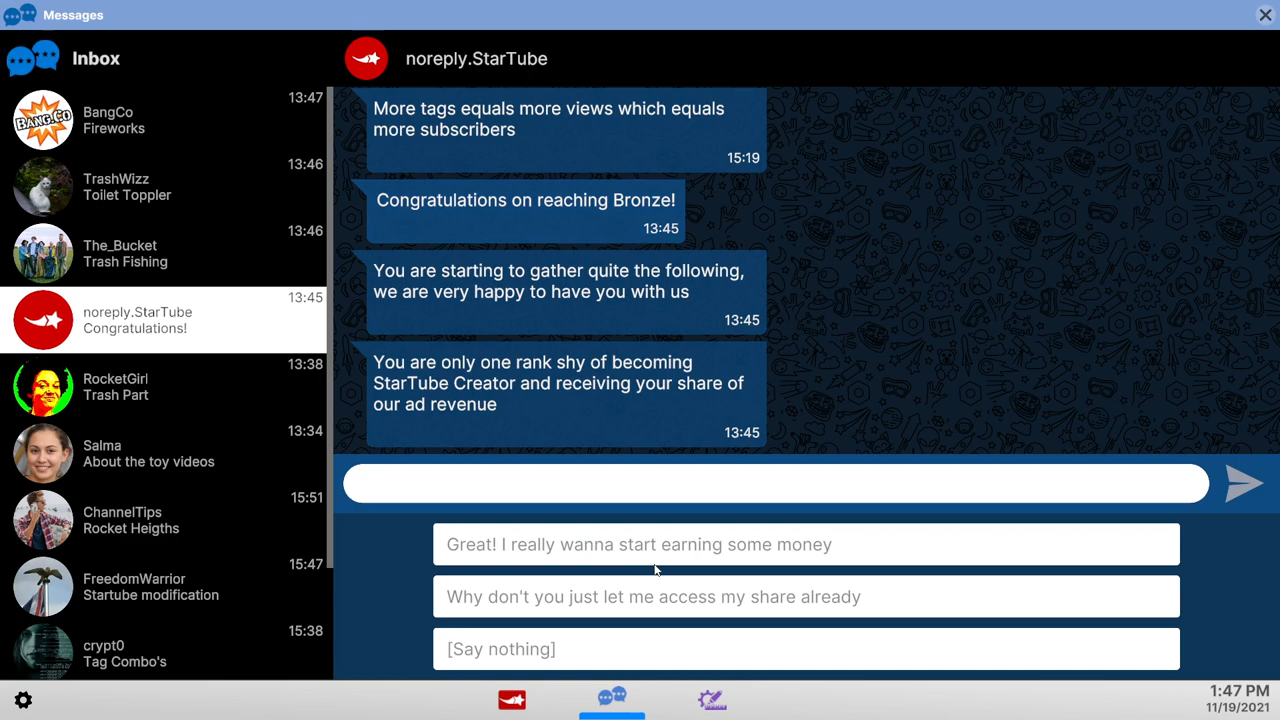 Messages
Inbox
BANG.CO
BangCo
Fireworks
13:47
TrashWizz
Toilet Toppler
13:46
The_Bucket
Trash Fishing
13:46
noreply.StarTube
Congratulations!
13:45
RocketGirl
Trash Part
13:38
Salma
About the toy videos
13:34
ChannelTips
Rocket Heigths
15:51
FreedomWarrior
Startube modification
15:47
crypt0
Tag Combo's
15:38
noreply.StarTube
More tags equals more views which equals
more subscribers
15:19
Congratulations on reaching Bronze!
13:45
You are starting to gather quite the following,
we are very happy to have you with us
13:45
You are only one rank shy of becoming
StarTube Creator and receiving your share of
our ad revenue
13:45
Great! I really wanna start earning some money
Why don't you just let me access my share already
[Say nothing]
1:47 PM
11/19/2021